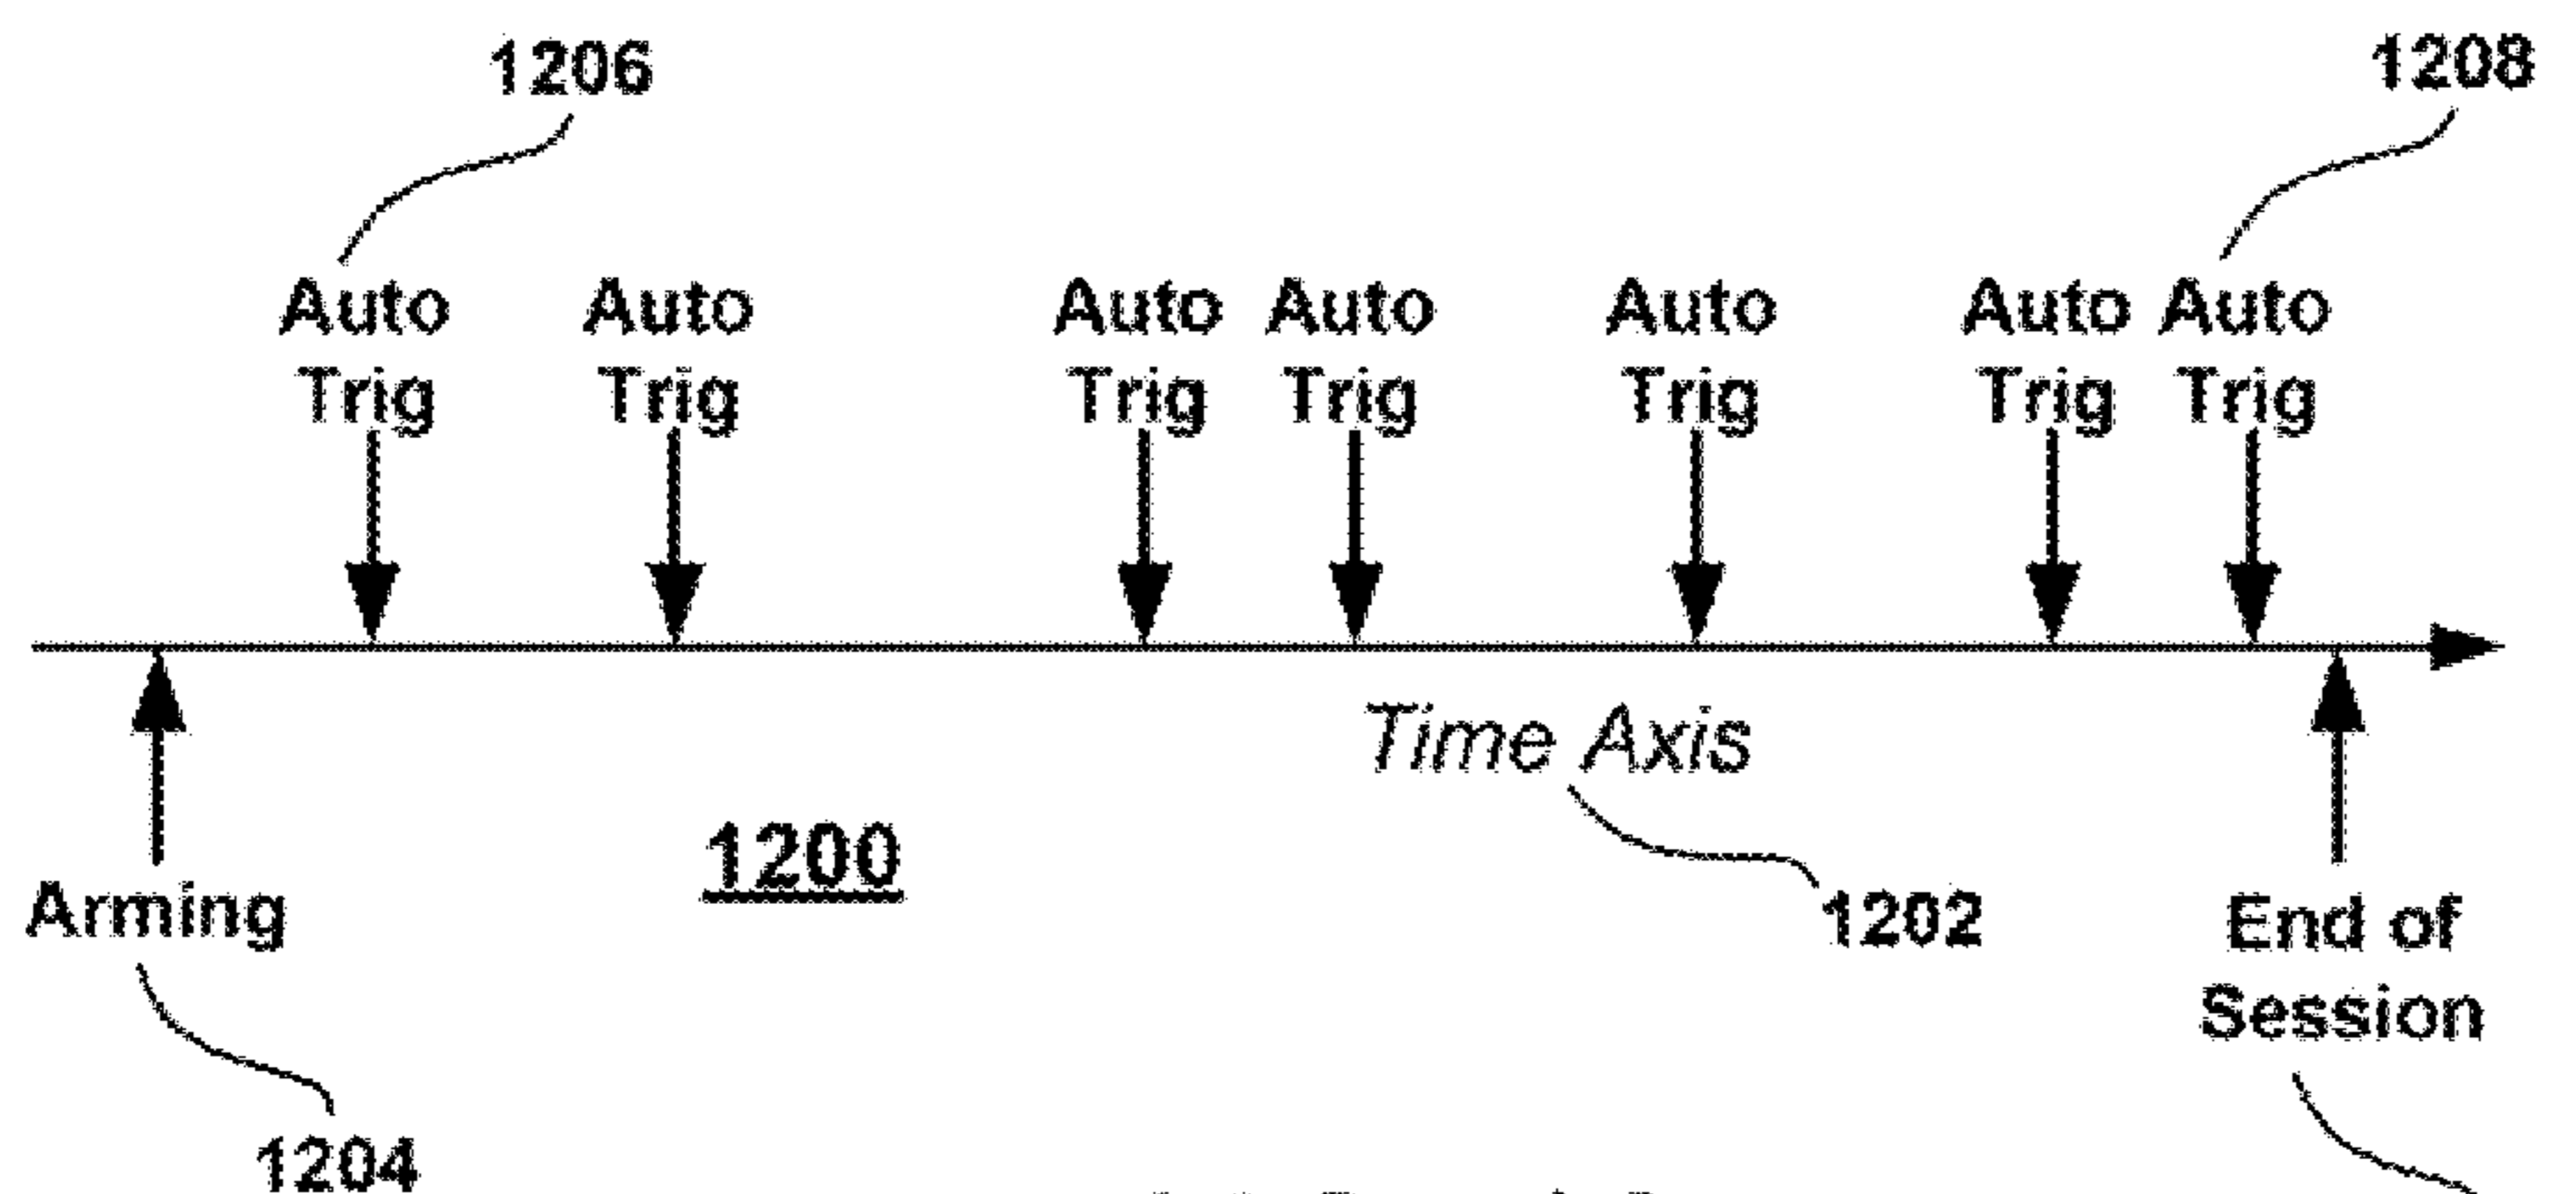 1206
1208
Auto Auto Auto Auto Auto Auto Auto
Trig Trig Trig Trig Trig Trig Trig
Time Axis
1200
Arming
1202
End of
Session
1204